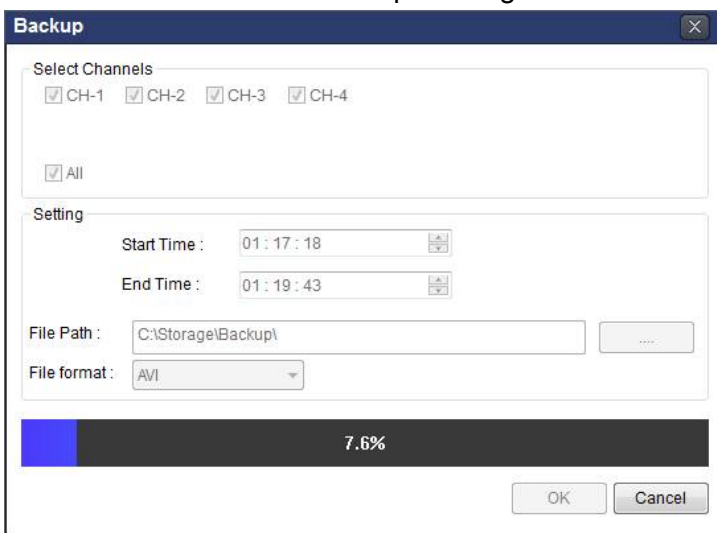 Backup
Select Channels
CH-1 CH-2 CH-3 CH-4
All
Setting
Start Time : 01 : 17 : 18
End Time : 01 : 19 : 43
File Path : C:\Storage\Backup\ ....
File format : AVI
7.6%
OK Cancel